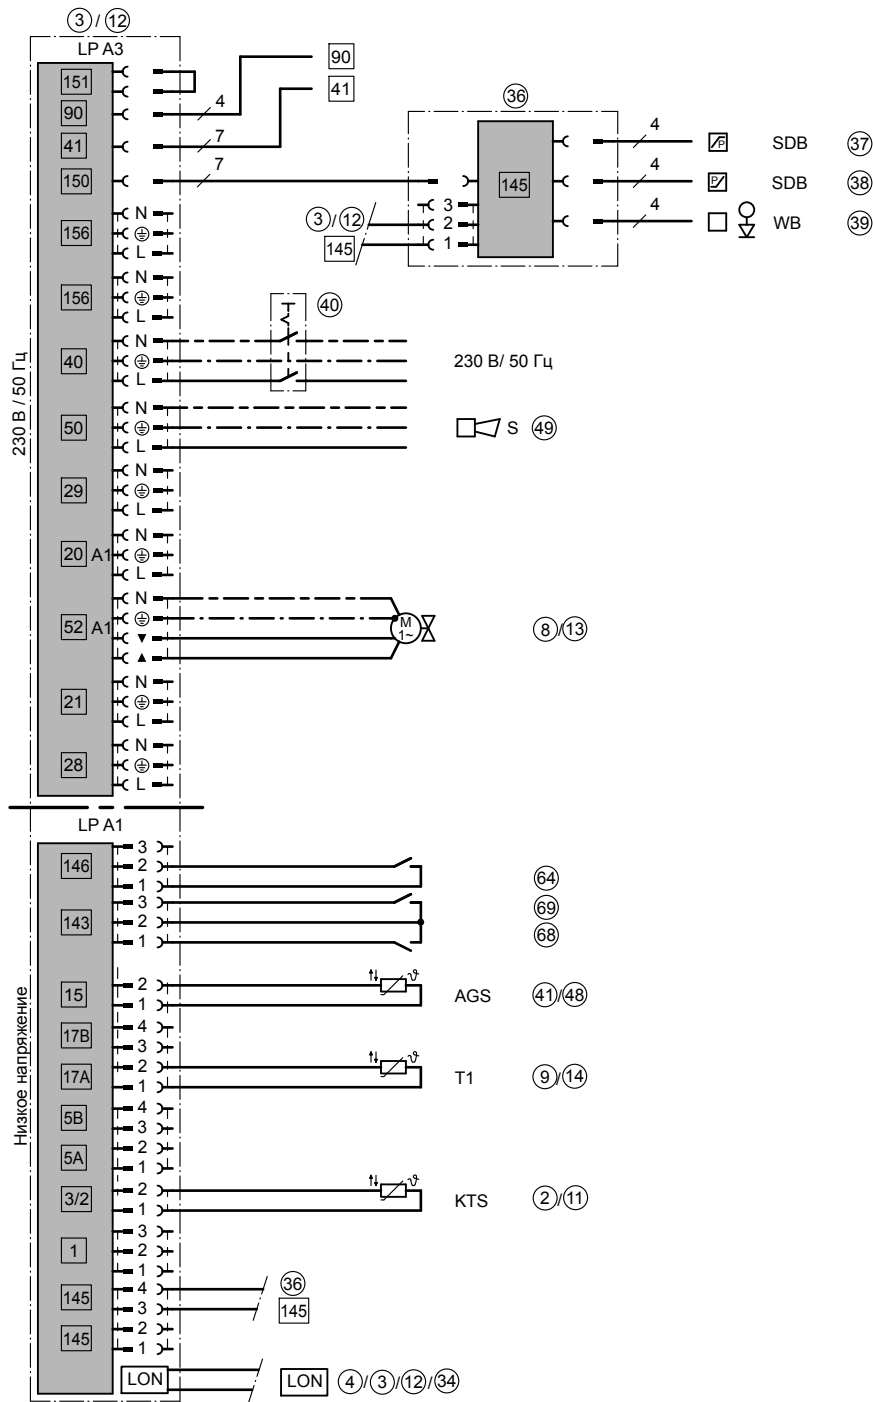 3 / 12
LP A3
230 В / 50 Гц
151
90
4
90
41
7
41
150
7
36
145
3
2
1
3/12
145
4
P
SDB
37
4
P
SDB
38
4
WB
39
156
N
L
156
N
L
40
N
L
40
230 В/ 50 Гц
50
N
L
S
49
29
N
L
20
A1
N
L
52
A1
N
▼
▲
M
1~
8/13
21
N
L
28
N
L
LP A1
Низкое напряжение
146
3
2
1
64
143
3
2
1
69
68
15
2
1
ϑ
AGS
41/48
17B
4
3
17A
2
1
ϑ
T1
9/14
5B
4
3
5A
2
1
3/2
2
1
ϑ
KTS
2/11
1
3
2
1
145
4
3
36
145
145
2
1
LON
LON
4/3/12/34